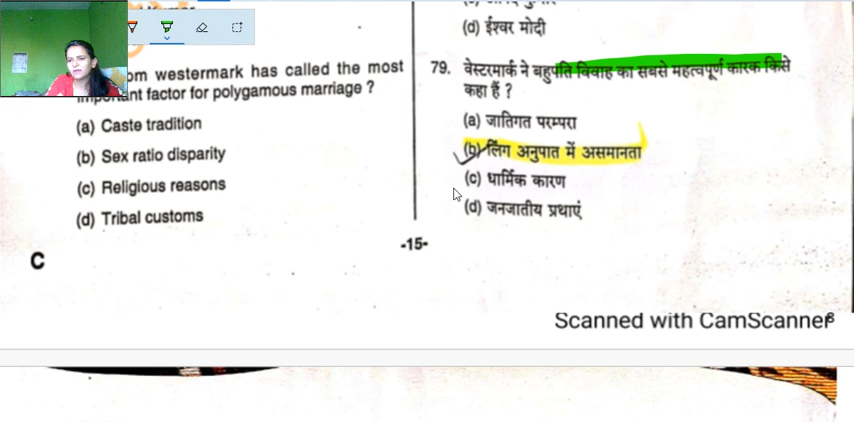 om westermark has called the most
important factor for polygamous marriage ?
(a) Caste tradition
(b) Sex ratio disparity
(c) Religious reasons
(d) Tribal customs
C
(d) ईश्वर मोदी
79. वेस्टरमार्क ने बहुपति विवाह का सबसे महत्वपूर्ण कारक किसे
कहा हैं ?
(a) जातिगत परम्परा
(b) लिंग अनुपात में असमानता
(c) धार्मिक कारण
(d) जनजातीय प्रथाएं
-15-
Scanned with CamScanner